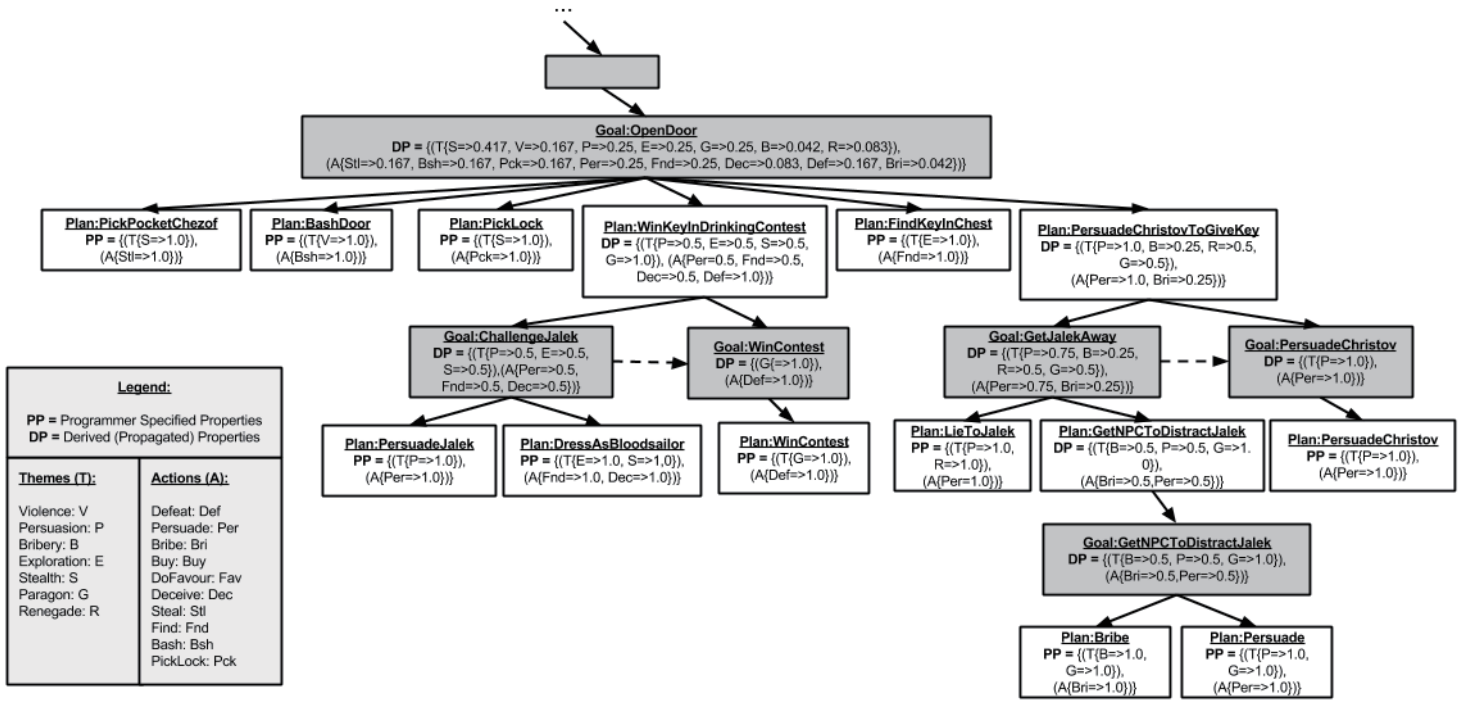 ...
Goal:OpenDoor
DP = {(T{S=>0.417, V=>0.167, P=>0.25, E=>0.25, G=>0.25, B=>0.042, R=>0.083}),
(A{Stl=>0.167, Bsh=>0.167, Pck=>0.167, Per=>0.25, Fnd=>0.25, Dec=>0.083, Def=>0.167, Bri=>0.042})}
Plan:PickPocketChezof
PP = {(T{S=>1.0}),
(A{Stl=>1.0})}
Plan:BashDoor
PP = {(T{V=>1.0}),
(A{Bsh=>1.0})}
Plan:PickLock
PP = {(T{S=>1.0}),
(A{Pck=>1.0})}
Plan:WinKeyInDrinkingContest
DP = {(T{P=>0.5, E=>0.5, S=>0.5,
G=>1.0}), (A{Per=0.5, Fnd=>0.5,
Dec=>0.5, Def=>1.0})}
Plan:FindKeyInChest
PP = {(T{E=>1.0}),
(A{Fnd=>1.0})}
Plan:PersuadeChristovToGiveKey
DP = {(T{P=>1.0, B=>0.25, R=>0.5,
G=>0.5}),
(A{Per=>1.0, Bri=>0.25})}
Goal:ChallengeJalek
DP = {(T{P=>0.5, E=>0.5,
S=>0.5}),(A{Per=>0.5,
Fnd=>0.5, Dec=>0.5})}
Goal:WinContest
DP = {(G{=>1.0}),
(A{Def=>1.0})}
Goal:GetJalekAway
DP = {(T{P=>0.75, B=>0.25,
R=>0.5, G=>0.5}),
(A{Per=>0.75, Bri=>0.25})}
Goal:PersuadeChristov
DP = {(T{P=>1.0}),
(A{Per=>1.0})}
Plan:PersuadeJalek
PP = {(T{P=>1.0}),
(A{Per=>1.0})}
Plan:DressAsBloodsailor
PP = {(T{E=>1.0, S=>1,0}),
(A{Fnd=>1.0, Dec=>1.0})}
Plan:WinContest
PP = {(T{G=>1.0}),
(A{Def=>1.0})}
Plan:LieToJalek
PP = {(T{P=>1.0,
R=>1.0}),
(A{Per=1.0})}
Plan:GetNPCToDistractJalek
DP = {(T{B=>0.5, P=>0.5, G=>1.
0}),
(A{Bri=>0.5,Per=>0.5})}
Plan:PersuadeChristov
PP = {(T{P=>1.0}),
(A{Per=>1.0})}
Goal:GetNPCToDistractJalek
DP = {(T{B=>0.5, P=>0.5, G=>1.0}),
(A{Bri=>0.5,Per=>0.5})}
Plan:Bribe
PP = {(T{B=>1.0,
G=>1.0}),
(A{Bri=>1.0})}
Plan:Persuade
PP = {(T{P=>1.0,
G=>1.0}),
(A{Per=>1.0})}
Legend:
PP = Programmer Specified Properties
DP = Derived (Propagated) Properties
Themes (T):
Violence: V
Persuasion: P
Bribery: B
Exploration: E
Stealth: S
Paragon: G
Renegade: R
Actions (A):
Defeat: Def
Persuade: Per
Bribe: Bri
Buy: Buy
DoFavour: Fav
Deceive: Dec
Steal: Stl
Find: Fnd
Bash: Bsh
PickLock: Pck